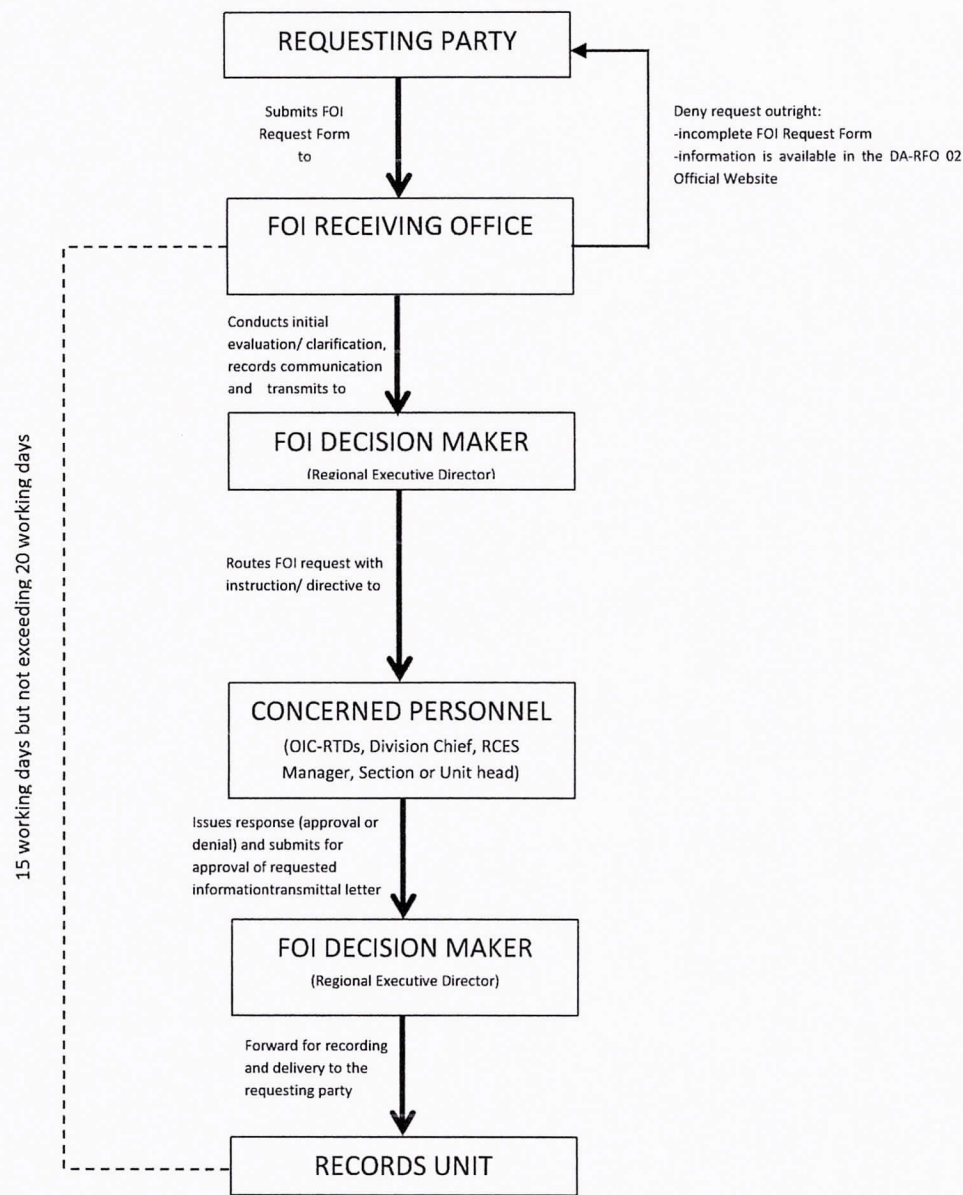 REQUESTING PARTY
Submits FOI
Request Form
to
Deny request outright:
-incomplete FOI Request Form
-information is available in the DA-RFO 02
Official Website
FOI RECEIVING OFFICE
Conducts initial
evaluation/ clarification,
records communication
and transmits to
FOI DECISION MAKER
(Regional Executive Director)
15 working days but not exceeding 20 working days
Routes FOI request with
instruction/ directive to
CONCERNED PERSONNEL
(OIC-RTDs, Division Chief, RCES
Manager, Section or Unit head)
Issues response (approval or
denial) and submits for
approval of requested
informationtransmittal letter
FOI DECISION MAKER
(Regional Executive Director)
Forward for recording
and delivery to the
requesting party
RECORDS UNIT